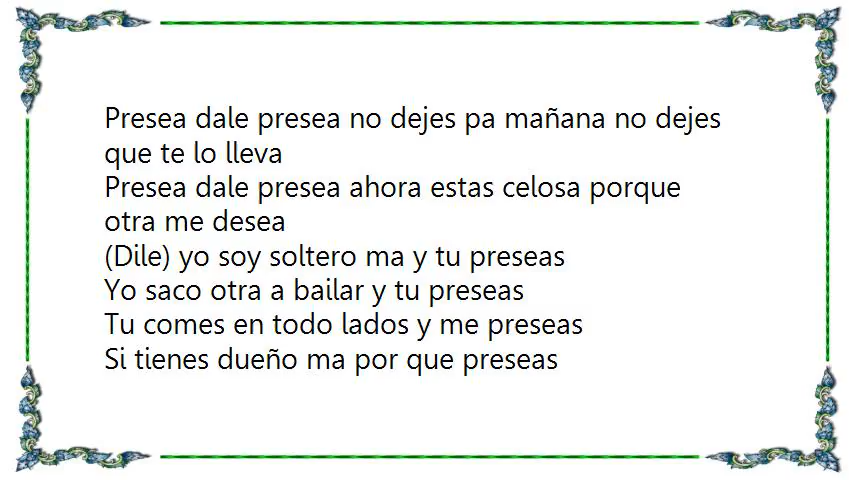 Presea dale presea no dejes pa mañana no dejes
que te lo lleva
Presea dale presea ahora estas celosa porque
otra me desea
(Dile) yo soy soltero ma y tu preseas
Yo saco otra a bailar y tu preseas
Tu comes en todo lados y me preseas
Si tienes dueño ma por que preseas